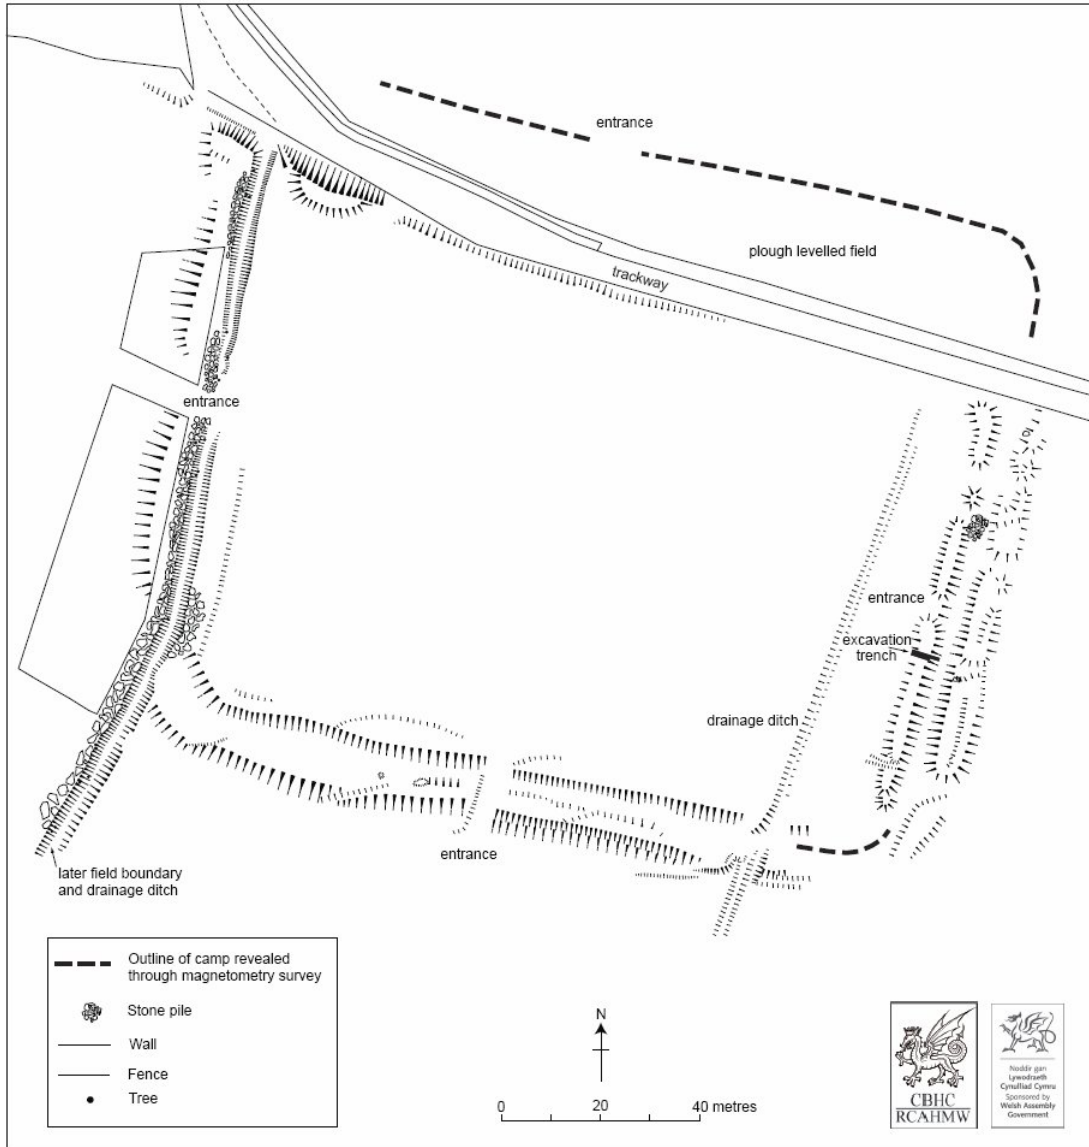 entrance
plough levelled field
trackway
entrance
entrance
excavation
trench
drainage ditch
entrance
later field boundary
and drainage ditch
Outline of camp revealed
through magnetometry survey
Stone pile
Wall
Fence
Tree
N
0 20 40 metres
CBHC
RCAHMW
Noddir gan
Lywodraeth
Cynulliad Cymru
Sponsored by
Welsh Assembly
Government